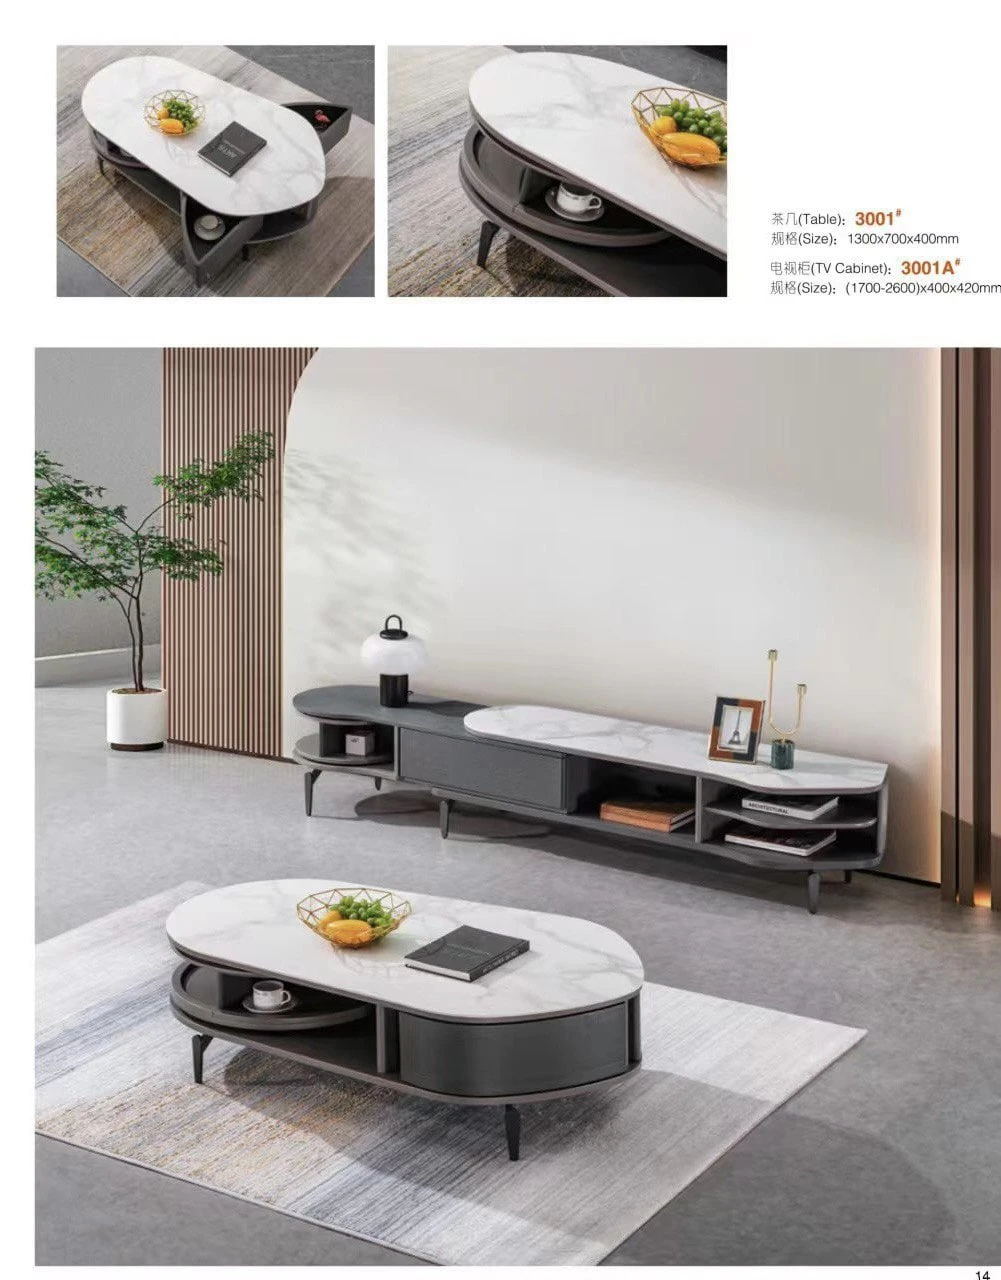 茶几(Table): 3001#
规格(Size): 1300x700x400mm
电视柜(TV Cabinet): 3001A#
规格(Size): (1700-2600)x400x420mm
ARCHITECTURAL
14